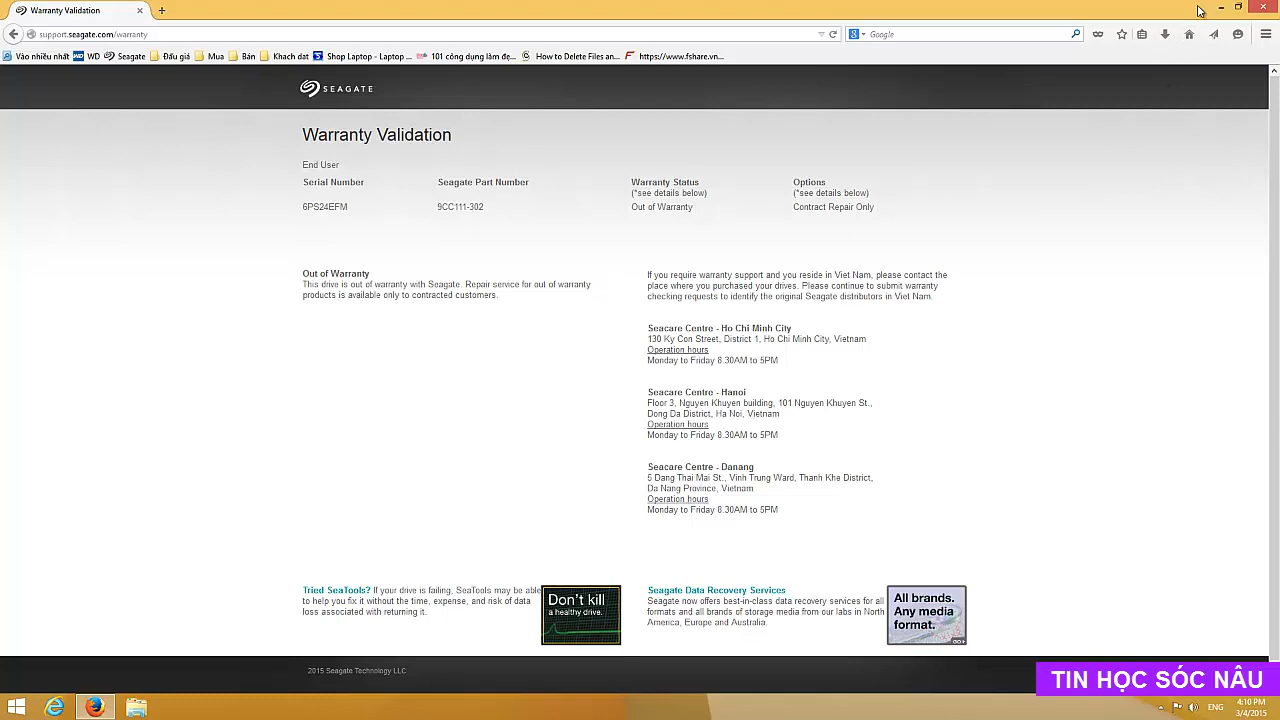 Warranty Validation
support.seagate.com/warranty
Google
Vào nhiều nhất WD Seagate Đấu giá Mua Bán Khach dat Shop Laptop - Laptop ... 101 công dụng làm đẹ... How to Delete Files an... https://www.fshare.vn...
SEAGATE
Warranty Validation
End User
Serial Number Seagate Part Number Warranty Status Options
(*see details below) (*see details below)
6PS24EFM 9CC111-302 Out of Warranty Contract Repair Only
Out of Warranty
This drive is out of warranty with Seagate. Repair service for out of warranty
products is available only to contracted customers.
If you require warranty support and you reside in Viet Nam, please contact the
place where you purchased your drives. Please continue to submit warranty
checking requests to identify the original Seagate distributors in Viet Nam.
Seacare Centre - Ho Chi Minh City
130 Ky Con Street, District 1, Ho Chi Minh City, Vietnam
Operation hours
Monday to Friday 8.30AM to 5PM
Seacare Centre - Hanoi
Floor 3, Nguyen Khuyen building, 101 Nguyen Khuyen St.,
Dong Da District, Ha Noi, Vietnam
Operation hours
Monday to Friday 8.30AM to 5PM
Seacare Centre - Danang
5 Dang Thai Mai St., Vinh Trung Ward, Thanh Khe District,
Da Nang Province, Vietnam
Operation hours
Monday to Friday 8.30AM to 5PM
Tried SeaTools? If your drive is failing, SeaTools may be able
to help you fix it without the time, expense, and risk of data
loss associated with returning it.
Don't kill
a healthy drive.
Seagate Data Recovery Services
Seagate now offers best-in-class data recovery services for all
formats and all brands of storage media from our labs in North
America, Europe and Australia.
All brands.
Any media
format.
GO
2015 Seagate Technology LLC
TIN HỌC SÓC NÂU
ENG
4:10 PM
3/4/2015